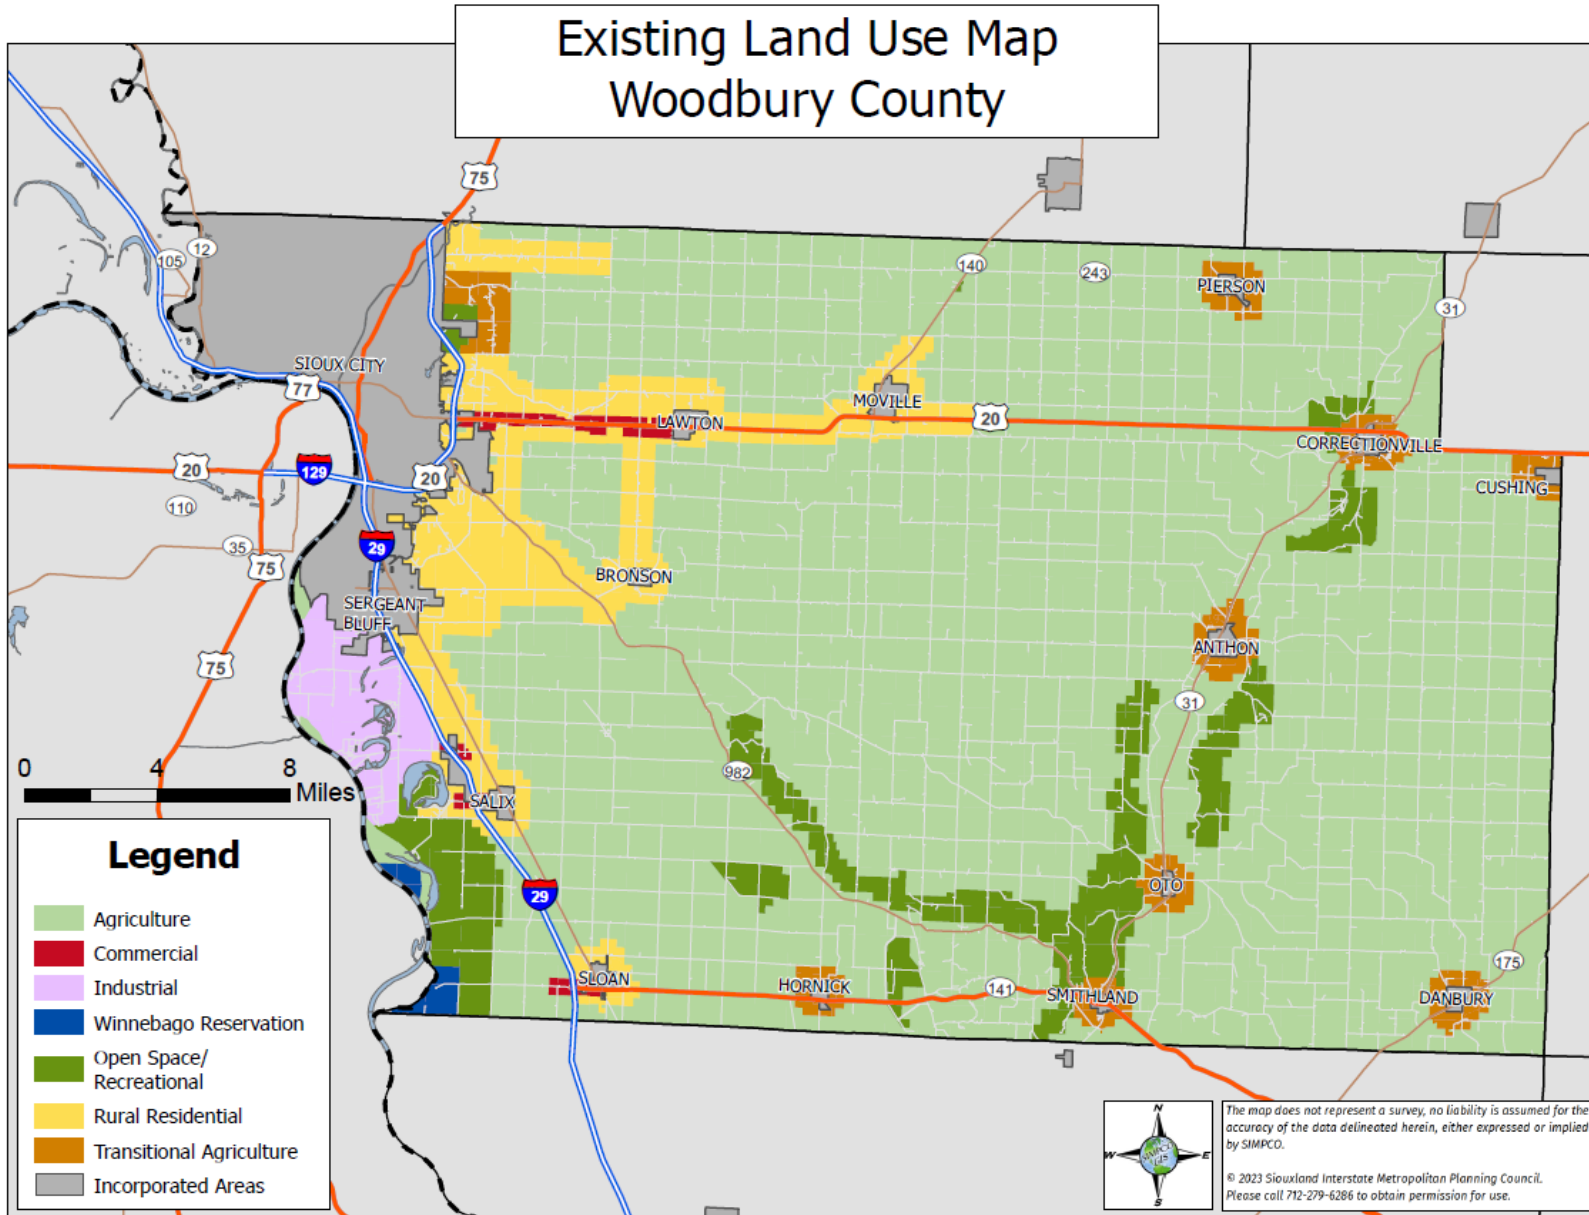 Existing Land Use Map
Woodbury County
75
140
243
PIERSON
12
105
31
SIOUX CITY
77
MOVILLE
20
LAWTON
CORRECTIONVILLE
20
129
20
CUSHING
110
35
29
75
BRONSON
SERGEANT
BLUFF
ANTHON
75
31
982
0 4 8
Miles
SALIX
Legend
29
OTO
Agriculture
Commercial
Industrial
Winnebago Reservation
Open Space/
Recreational
Rural Residential
Transitional Agriculture
Incorporated Areas
175
SLOAN
HORNICK
141
SMITHLAND
DANBURY
N
W E
S
SIMPCO
GIS
The map does not represent a survey, no liability is assumed for the
accuracy of the data delineated herein, either expressed or implied
by SIMPCO.
© 2023 Siouxland Interstate Metropolitan Planning Council.
Please call 712-279-6286 to obtain permission for use.